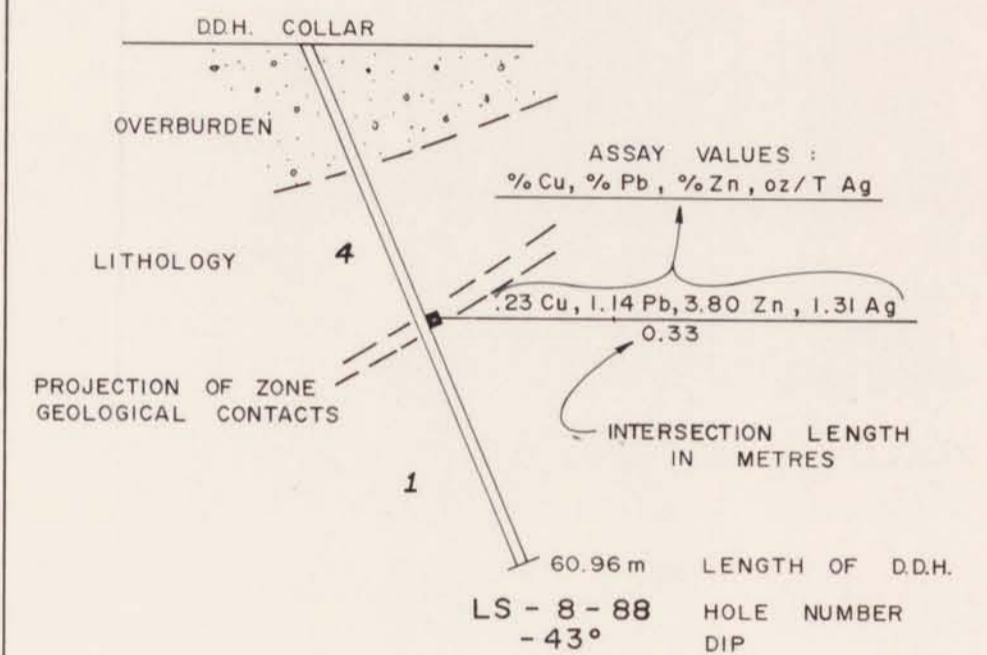 D.D.H. COLLAR
OVERBURDEN
ASSAY VALUES :
% Cu, % Pb, % Zn, oz/T Ag
LITHOLOGY
4
.23 Cu, 1.14 Pb, 3.80 Zn, 1.31 Ag
0.33
PROJECTION OF ZONE
GEOLOGICAL CONTACTS
INTERSECTION LENGTH
IN METRES
1
60.96 m LENGTH OF D.D.H.
LS - 8 - 88 HOLE NUMBER
- 43° DIP